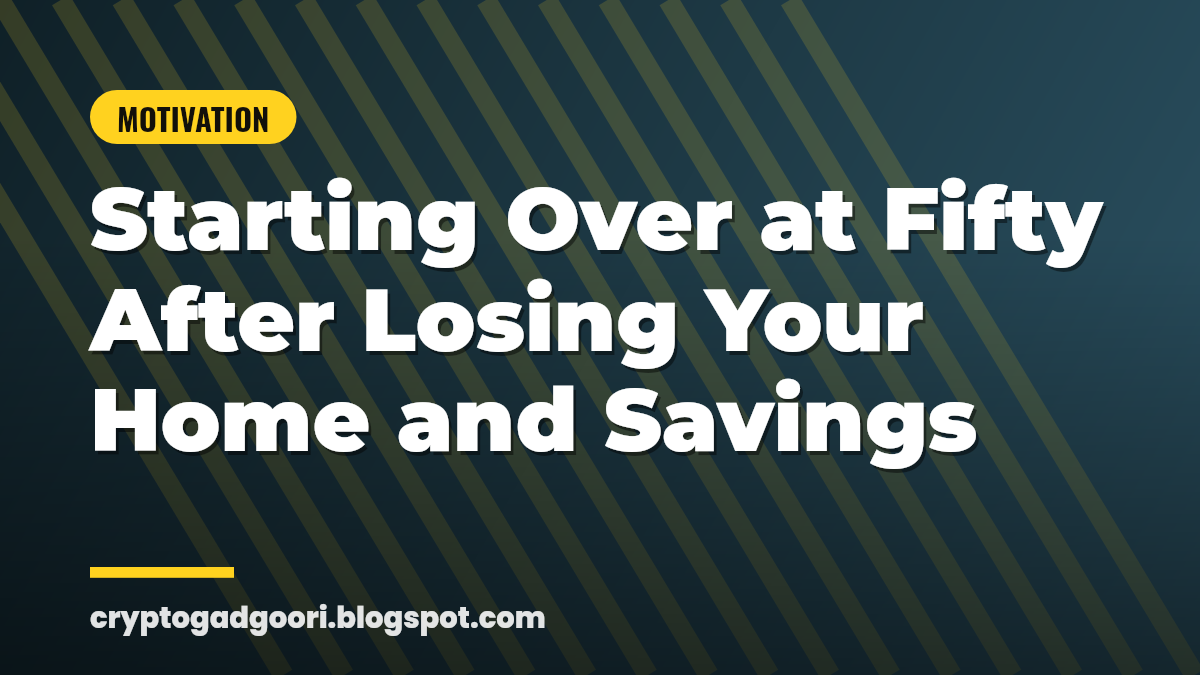 MOTIVATION
Starting Over at Fifty
After Losing Your
Home and Savings
cryptogadgoori.blogspot.com